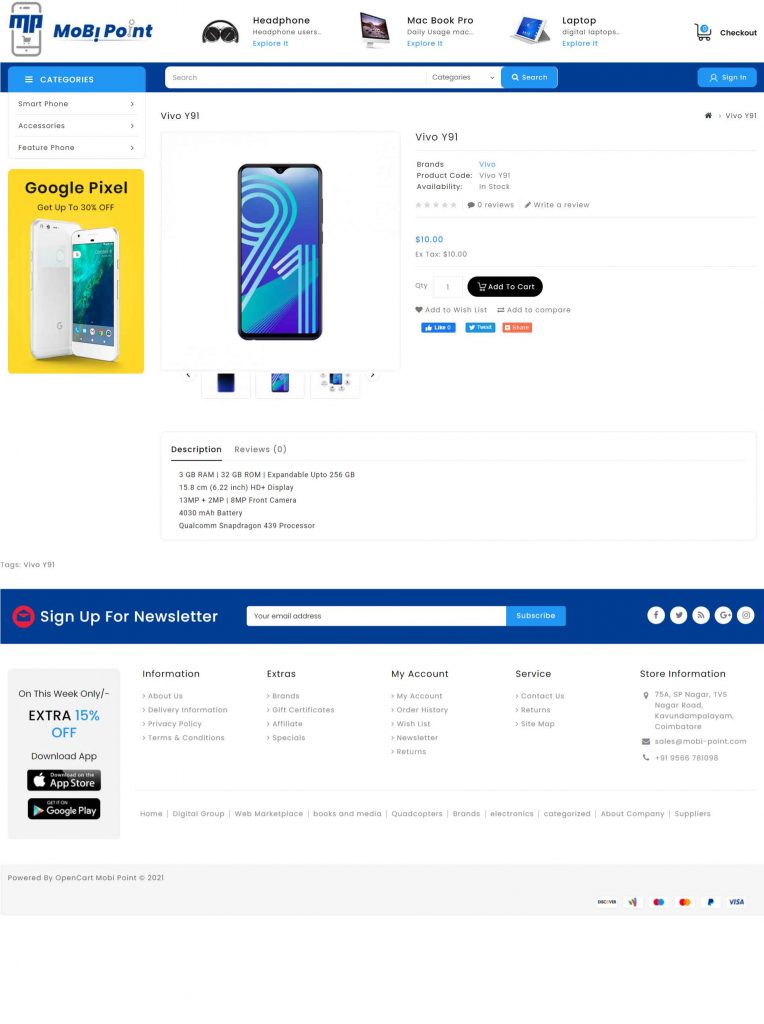 MP
MoBi Point
Headphone
Headphone users..
Explore It
Mac Book Pro
Daily Usage mac..
Explore It
Laptop
digital laptops..
Explore It
0
Checkout
CATEGORIES
Search
Categories
Search
Sign In
Smart Phone
Accessories
Feature Phone
Google Pixel
Get Up To 30% OFF
Vivo Y91
> Vivo Y91
Vivo Y91
Brands Vivo
Product Code: Vivo Y91
Availability: In Stock
0 reviews Write a review
$10.00
Ex Tax: $10.00
Qty 1 Add To Cart
Add to Wish List Add to compare
Like 0 Tweet Share
Description Reviews (0)
3 GB RAM | 32 GB ROM | Expandable Upto 256 GB
15.8 cm (6.22 inch) HD+ Display
13MP + 2MP | 8MP Front Camera
4030 mAh Battery
Qualcomm Snapdragon 439 Processor
Tags: Vivo Y91
Sign Up For Newsletter
Your email address
Subscribe
On This Week Only/-
EXTRA 15%
OFF
Download App
Download on the
App Store
GET IT ON
Google Play
Information
> About Us
> Delivery Information
> Privacy Policy
> Terms & Conditions
Extras
> Brands
> Gift Certificates
> Affiliate
> Specials
My Account
> My Account
> Order History
> Wish List
> Newsletter
> Returns
Service
> Contact Us
> Returns
> Site Map
Store Information
75A, SP Nagar, TVS
Nagar Road,
Kavundampalayam,
Coimbatore
sales@mobi-point.com
+91 9566 781098
Home | Digital Group | Web Marketplace | books and media | Quadcopters | Brands | electronics | categorized | About Company | Suppliers
Powered By OpenCart Mobi Point © 2021
DISCOVER
VISA